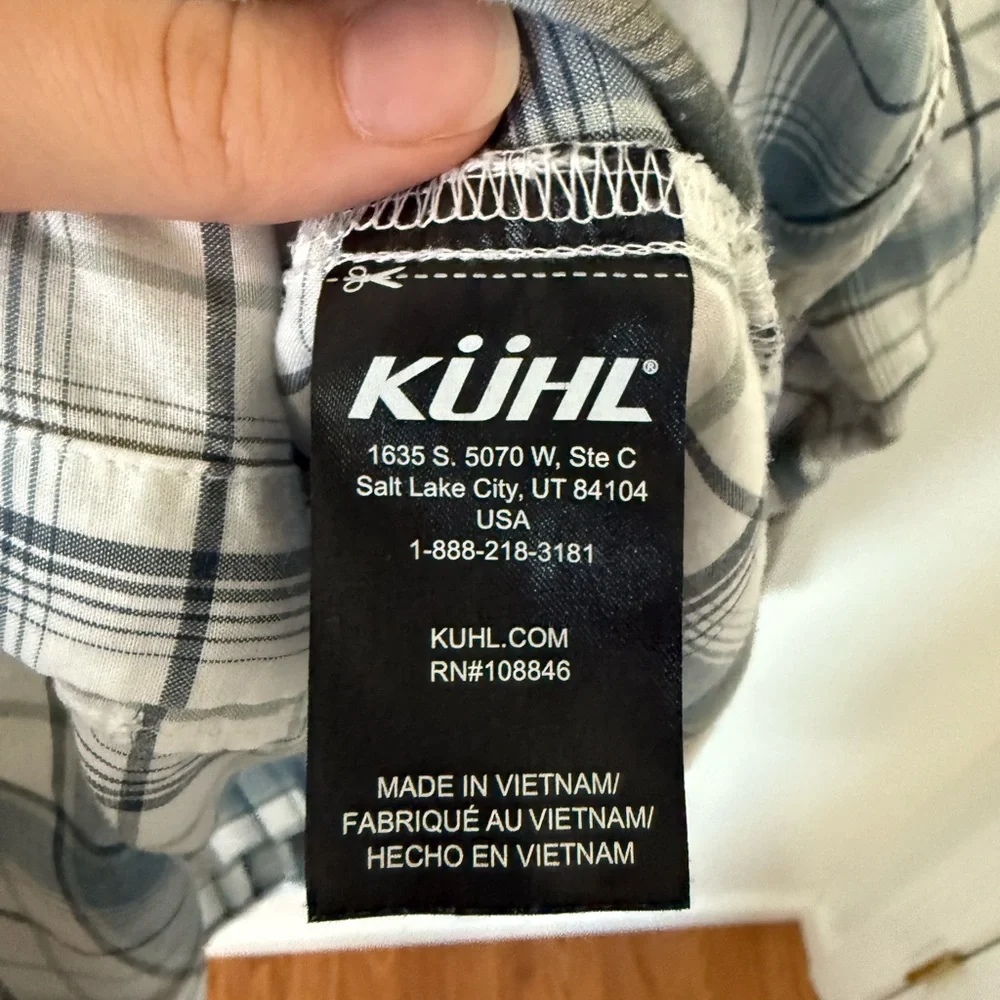 KÜHL®
1635 S. 5070 W, Ste C
Salt Lake City, UT 84104
USA
1-888-218-3181
KUHL.COM
RN#108846
MADE IN VIETNAM/
FABRIQUÉ AU VIETNAM/
HECHO EN VIETNAM